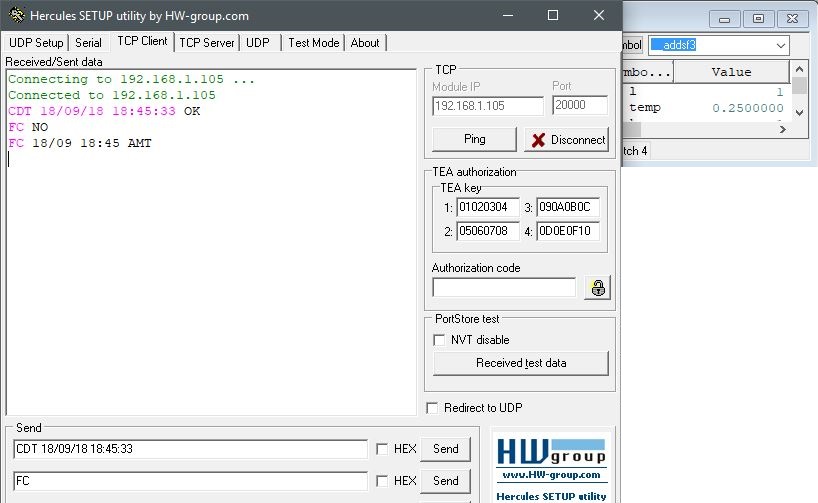 Hercules SETUP utility by HW-group.com
UDP Setup Serial TCP Client TCP Server UDP Test Mode About
Received/Sent data
Connecting to 192.168.1.105 ...
Connected to 192.168.1.105
CDT 18/09/18 18:45:33 OK
FC NO
FC 18/09 18:45 AMT
TCP
Module IP Port
192.168.1.105 20000
Ping Disconnect
TEA authorization
TEA key
1: 01020304 3: 090A0B0C
2: 05060708 4: 0D0E0F10
Authorization code
PortStore test
NVT disable
Received test data
Redirect to UDP
Send
CDT 18/09/18 18:45:33 HEX Send
FC HEX Send
HW group
www.HW-group.com
Hercules SETUP utility
mbol __addsf3
mbo... Value
l 1
temp 0.2500000
tch 4